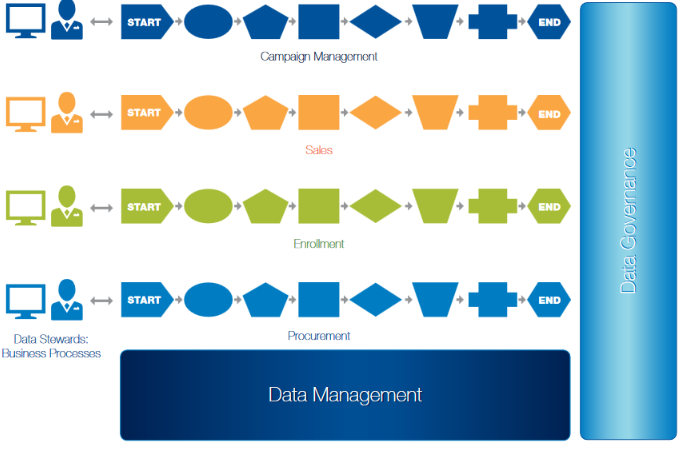 START
END
Campaign Management
START
END
Sales
START
END
Enrollment
START
END
Data Stewards:
Business Processes
Procurement
Data Management
Data Governance